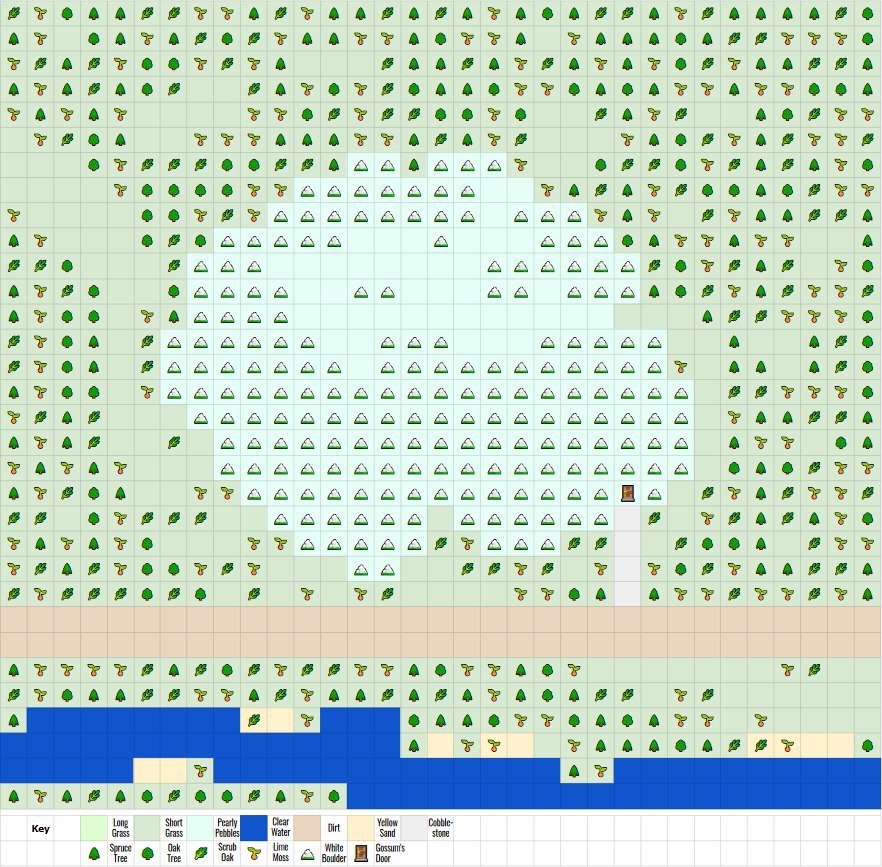 Key
Long Grass
Short Grass
Pearly Pebbles
Clear Water
Dirt
Yellow Sand
Cobble-stone
Spruce Tree
Oak Tree
Scrub Oak
Lime Moss
White Boulder
Gossum's Door